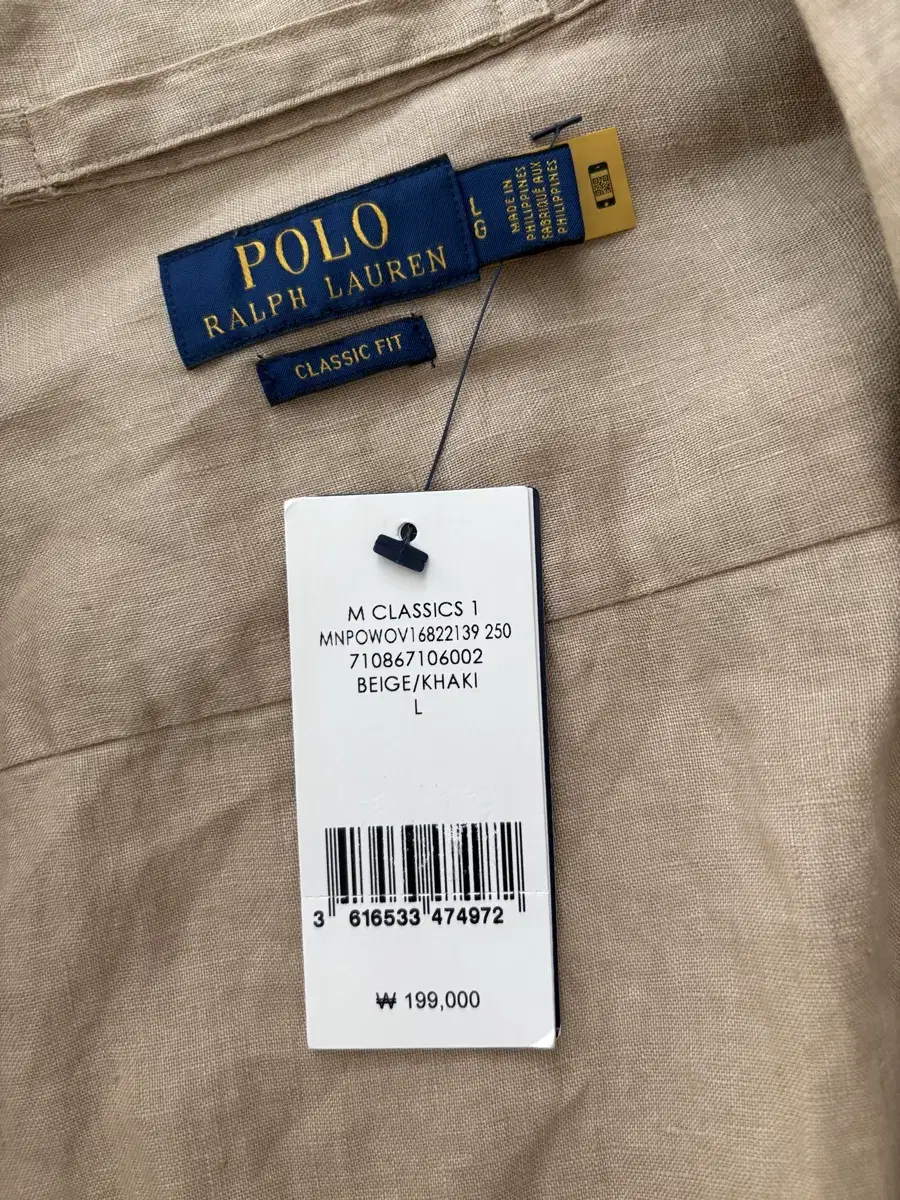 POLO
RALPH LAUREN
L
G
MADE IN
PHILIPPINES
FABRIQUÉ AUX
PHILIPPINES
CLASSIC FIT
M CLASSICS 1
MNPOWOV16822139 250
710867106002
BEIGE/KHAKI
L
3 616533 474972
₩ 199,000